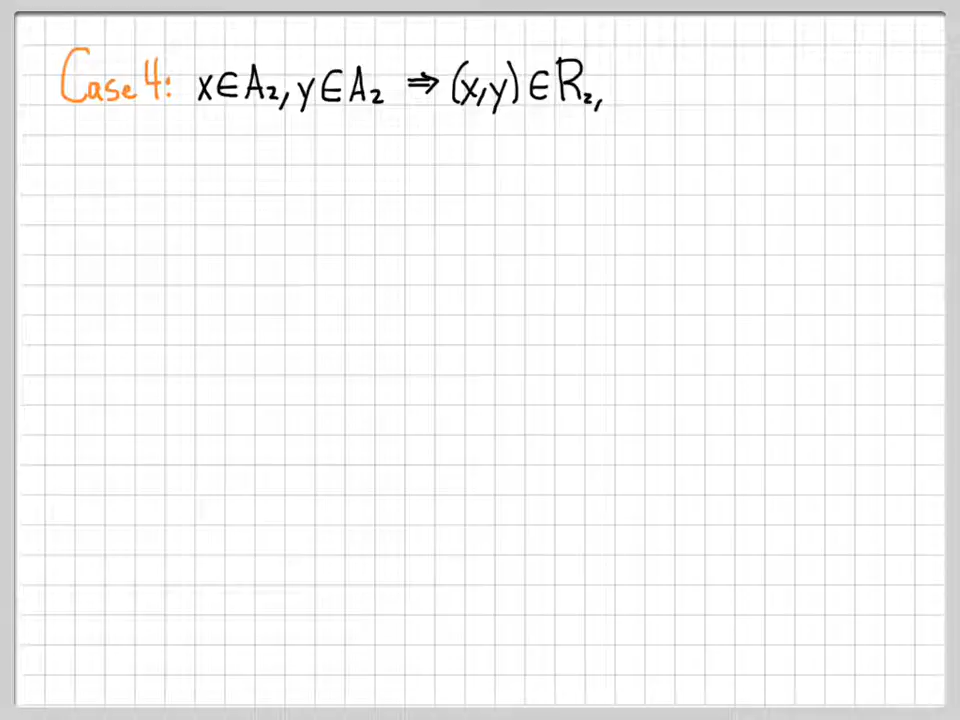 Case 4: x∈A₂, y∈A₂ ⇒ (x,y)∈R₂,